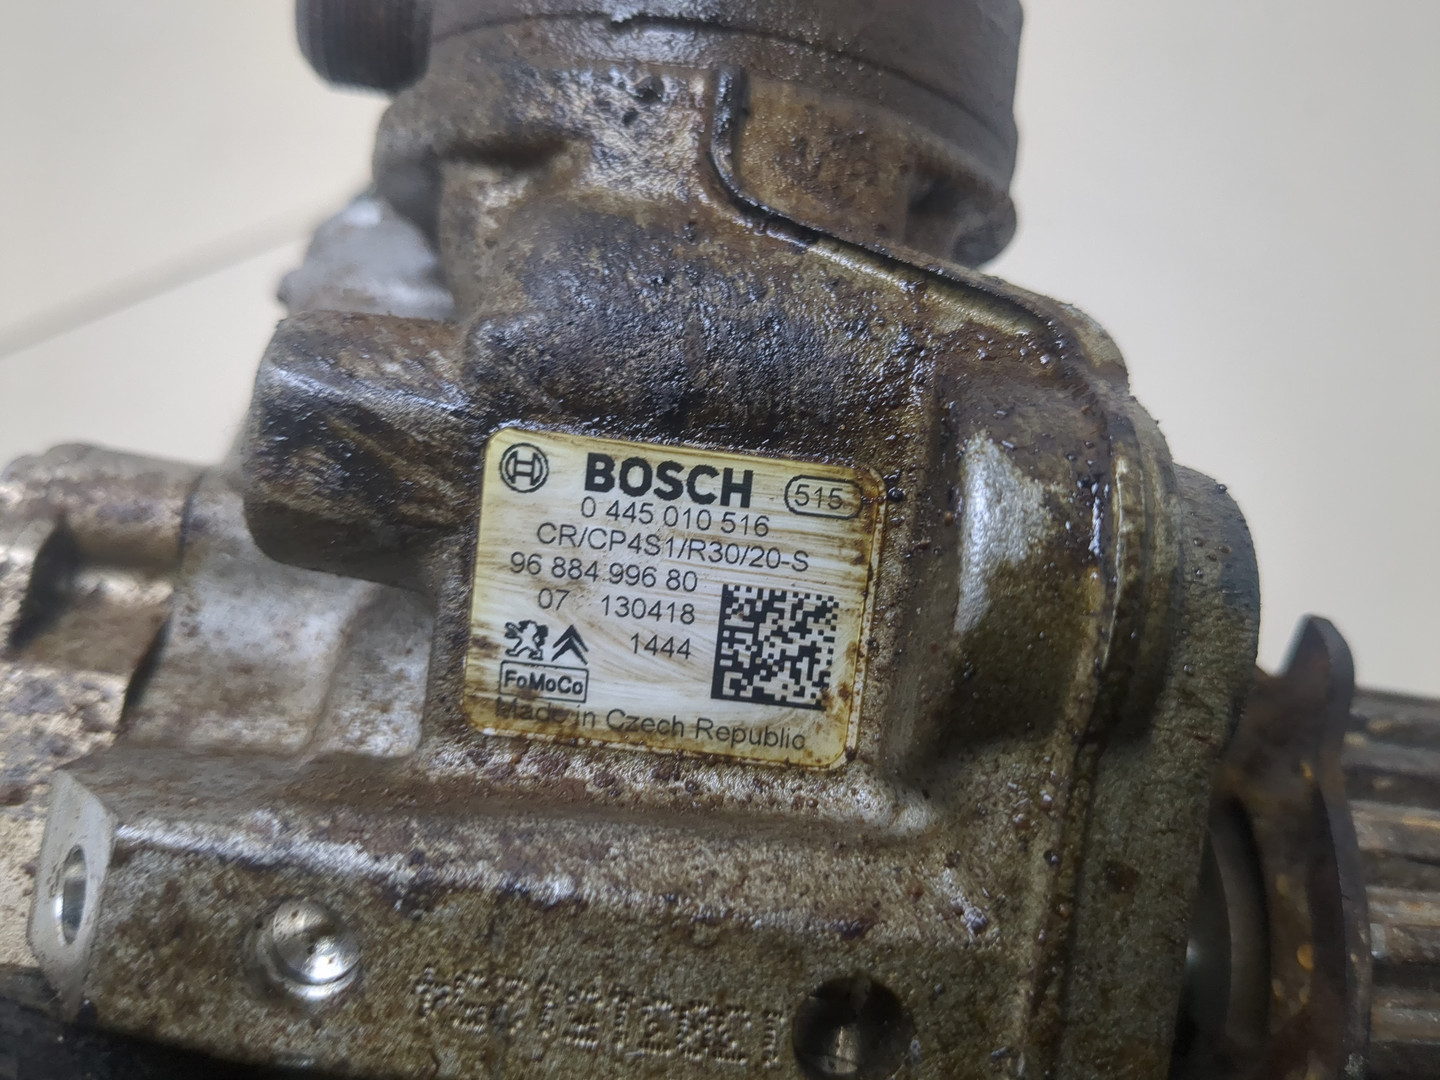 BOSCH 515
0 445 010 516
CR/CP4S1/R30/20-S
96 884 996 80
07 130418
1444
FoMoCo
Made in Czech Republic